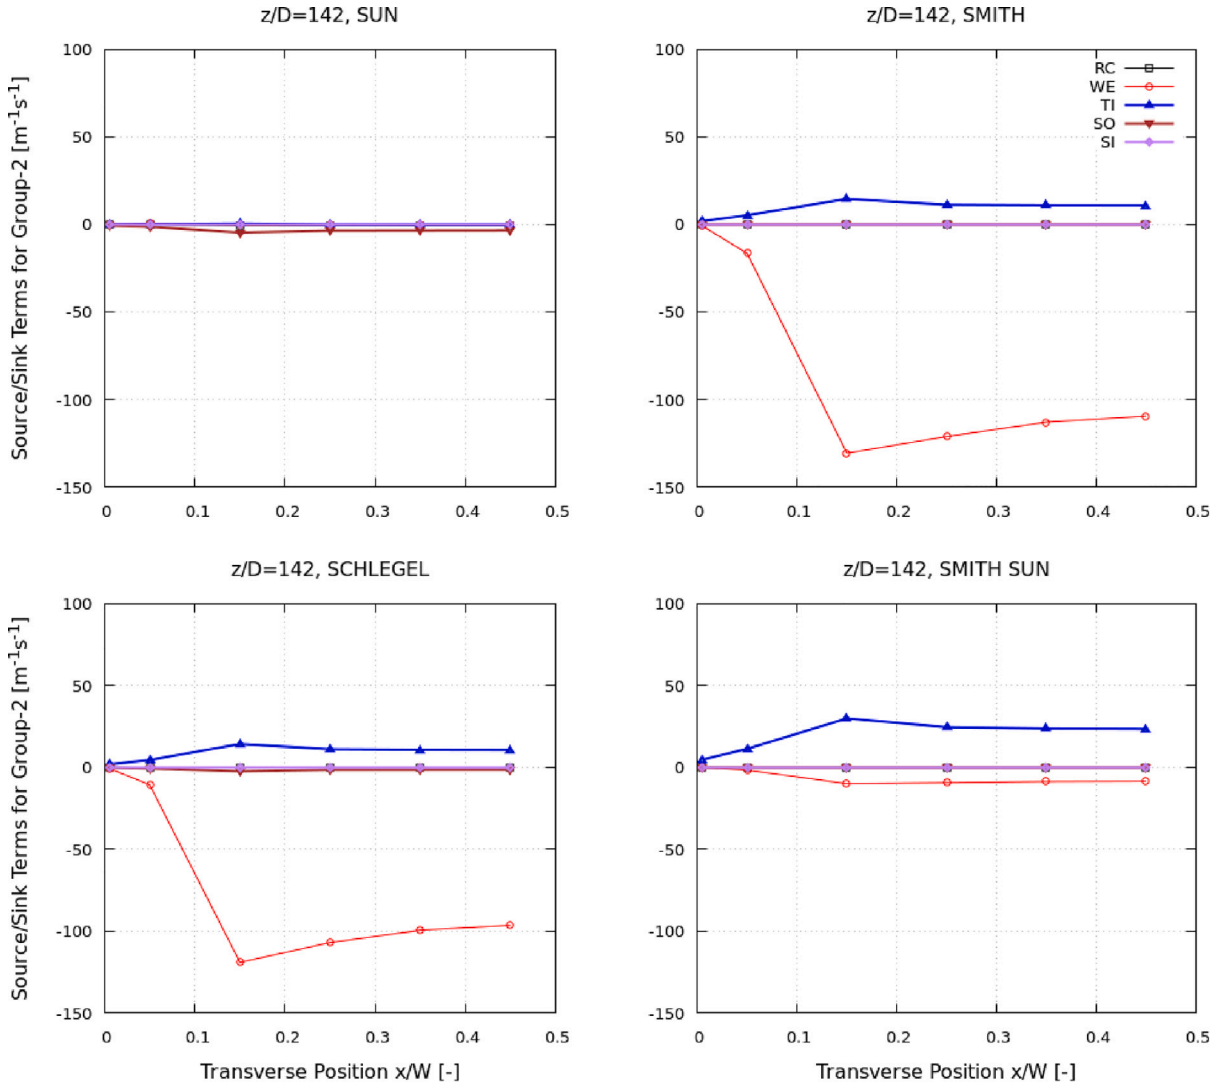 z/D=142, SUN
100
50
0
-50
-100
-150
0 0.1 0.2 0.3 0.4 0.5
Source/Sink Terms for Group-2 [m⁻¹s⁻¹]
z/D=142, SMITH
100
50
0
-50
-100
-150
0 0.1 0.2 0.3 0.4 0.5
RC
WE
TI
SO
SI
z/D=142, SCHLEGEL
100
50
0
-50
-100
-150
0 0.1 0.2 0.3 0.4 0.5
Source/Sink Terms for Group-2 [m⁻¹s⁻¹]
Transverse Position x/W [-]
z/D=142, SMITH SUN
100
50
0
-50
-100
-150
0 0.1 0.2 0.3 0.4 0.5
Transverse Position x/W [-]